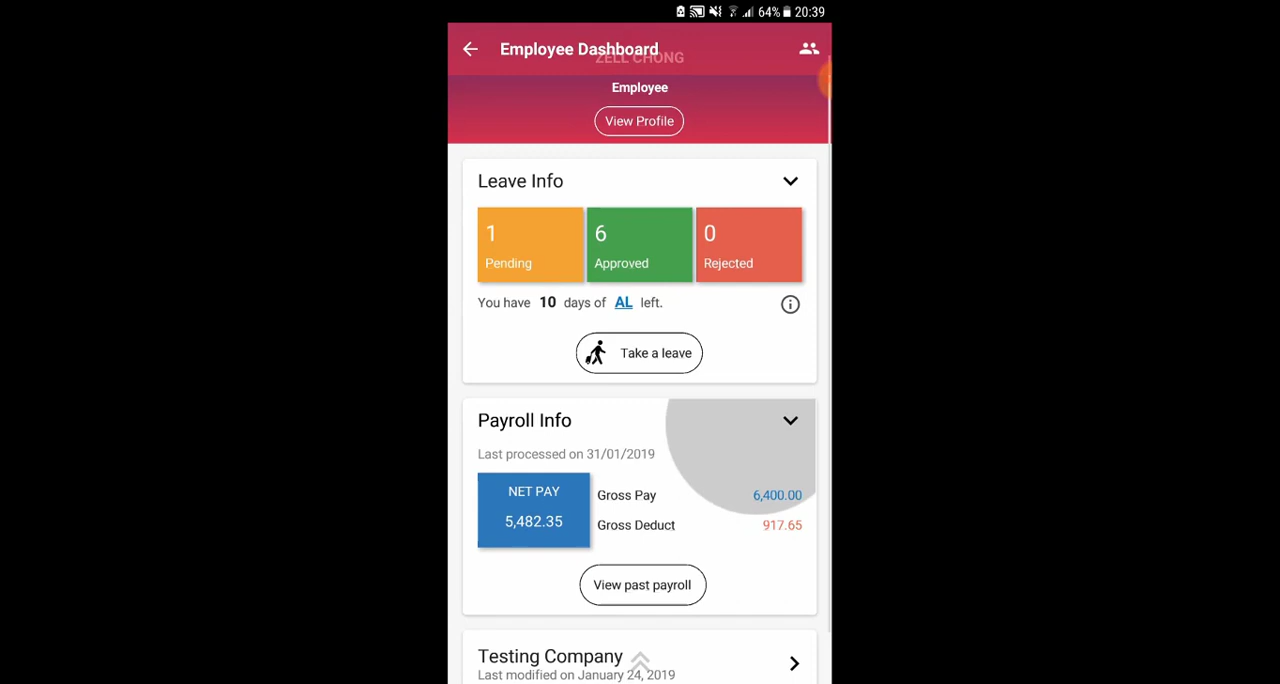 64% 20:39
Employee Dashboard
ZELL CHONG
Employee
View Profile
Leave Info
1 6 0
Pending Approved Rejected
You have 10 days of AL left.
Take a leave
Payroll Info
Last processed on 31/01/2019
NET PAY
Gross Pay 6,400.00
5,482.35
Gross Deduct 917.65
View past payroll
Testing Company
Last modified on January 24, 2019